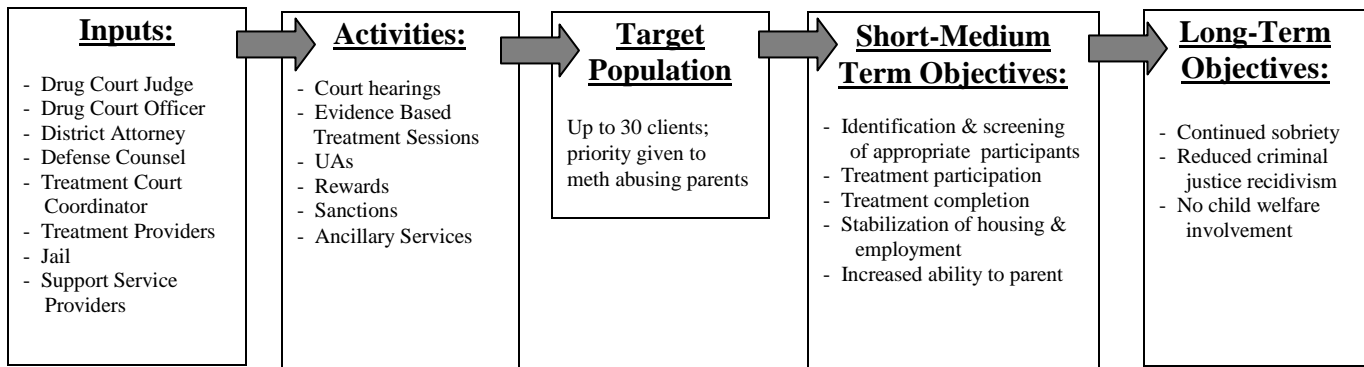 Inputs:
- Drug Court Judge
- Drug Court Officer
- District Attorney
- Defense Counsel
- Treatment Court
Coordinator
- Treatment Providers
- Jail
- Support Service
Providers
Activities:
- Court hearings
- Evidence Based
Treatment Sessions
- UAs
- Rewards
- Sanctions
- Ancillary Services
Target
Population
Up to 30 clients;
priority given to
meth abusing parents
Short-Medium
Term Objectives:
- Identification & screening
of appropriate participants
- Treatment participation
- Treatment completion
- Stabilization of housing &
employment
- Increased ability to parent
Long-Term
Objectives:
- Continued sobriety
- Reduced criminal
justice recidivism
- No child welfare
involvement